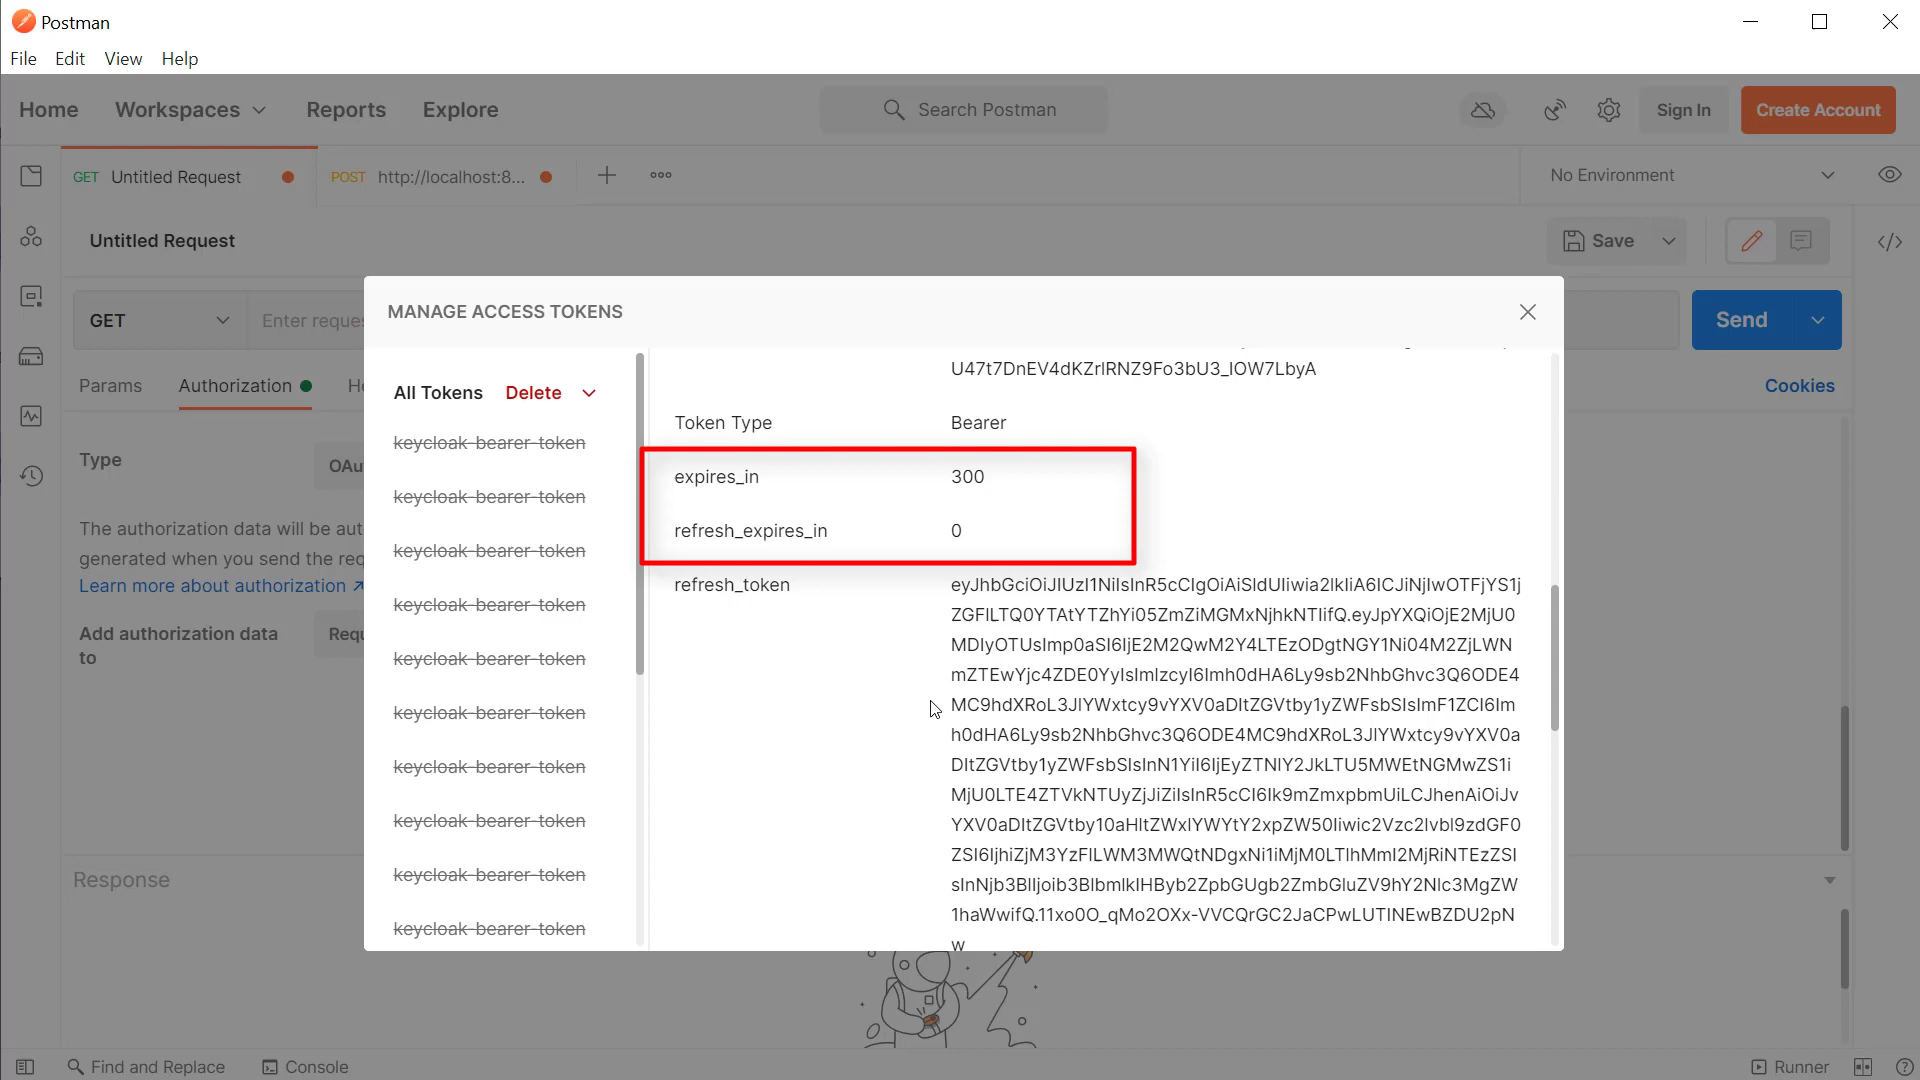 Postman
File Edit View Help
Home Workspaces Reports Explore Search Postman Sign In Create Account
GET Untitled Request POST http://localhost:8... No Environment
Untitled Request Save
GET Enter reques Send
MANAGE ACCESS TOKENS
Params Authorization Cookies
All Tokens Delete
U47t7DnEV4dKZrlRNZ9Fo3bU3_IOW7LbyA
Token Type Bearer
expires_in 300
refresh_expires_in 0
refresh_token
eyJhbGciOiJIUzI1NiIsInR5cCIgOiAiSldUIiwia2lkIiA6ICJiNjIwOTFjYS1j
ZGFlLTQ0YTAtYTZhYi05ZmZiMGMxNjhkNTIifQ.eyJpYXQiOjE2MjU0
MDIyOTUsImp0aSI6IjE2M2QwM2Y4LTEzODgtNGY1Ni04M2ZjLWN
mZTEwYjc4ZDE0YyIsImlzcyI6Imh0dHA6Ly9sb2NhbGhvc3Q6ODE4
MC9hdXRoL3JlYWxtcy9vYXV0aDItZGVtby1yZWFsbSIsImF1ZCI6Im
h0dHA6Ly9sb2NhbGhvc3Q6ODE4MC9hdXRoL3JlYWxtcy9vYXV0a
DItZGVtby1yZWFsbSIsInN1YiI6IjEyZTNlY2JkLTU5MWEtNGMwZS1i
MjU0LTE4ZTVkNTUyZjJiZiIsInR5cCI6Ik9mZmxpbmUiLCJhenAiOiJv
YXV0aDItZGVtby10aHltZWxlYWYtY2xpZW50Iiwic2Vzc2lvbl9zdGF0
ZSI6IjhiZjM3YzFlLWM3MWQtNDgxNi1iMjM0LTlhMmI2MjRiNTEzZSI
sInNjb3BlIjoib3BlbmlkIHByb2ZpbGUgb2ZmbGluZV9hY2Nlc3MgZW
1haWwifQ.11xo0O_qMo2OXx-VVCQrGC2JaCPwLUTINEwBZDU2pN
w
keycloak-bearer-token
keycloak-bearer-token
keycloak-bearer-token
keycloak-bearer-token
keycloak-bearer-token
keycloak-bearer-token
keycloak-bearer-token
keycloak-bearer-token
keycloak-bearer-token
keycloak-bearer-token
Type OAu
The authorization data will be aut
generated when you send the req
Learn more about authorization
Add authorization data
to
Requ
Response
Find and Replace Console Runner